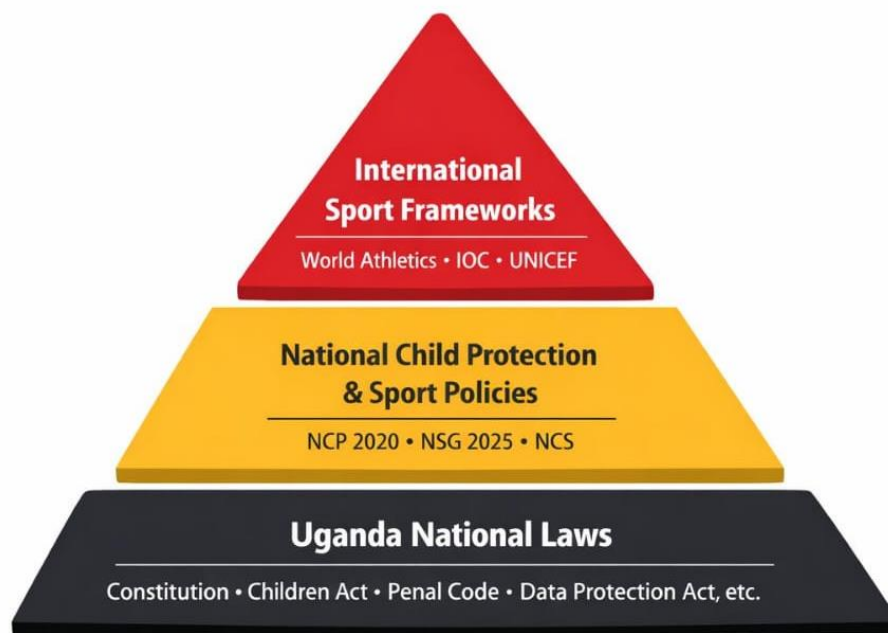 International
Sport Frameworks
World Athletics • IOC • UNICEF
National Child Protection
& Sport Policies
NCP 2020 • NSG 2025 • NCS
Uganda National Laws
Constitution • Children Act • Penal Code • Data Protection Act, etc.